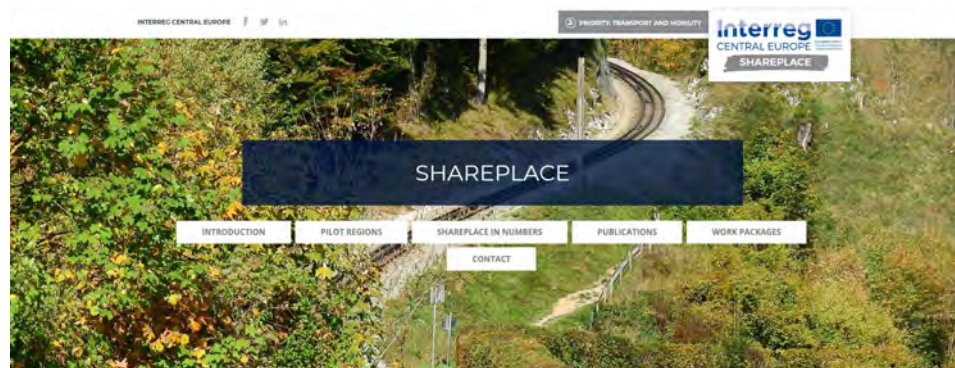 INTERREG CENTRAL EUROPE
PRIORITY: TRANSPORT AND MOBILITY
Interreg
CENTRAL EUROPE
SHAREPLACE
SHAREPLACE
INTRODUCTION
PILOT REGIONS
SHAREPLACE IN NUMBERS
PUBLICATIONS
WORK PACKAGES
CONTACT